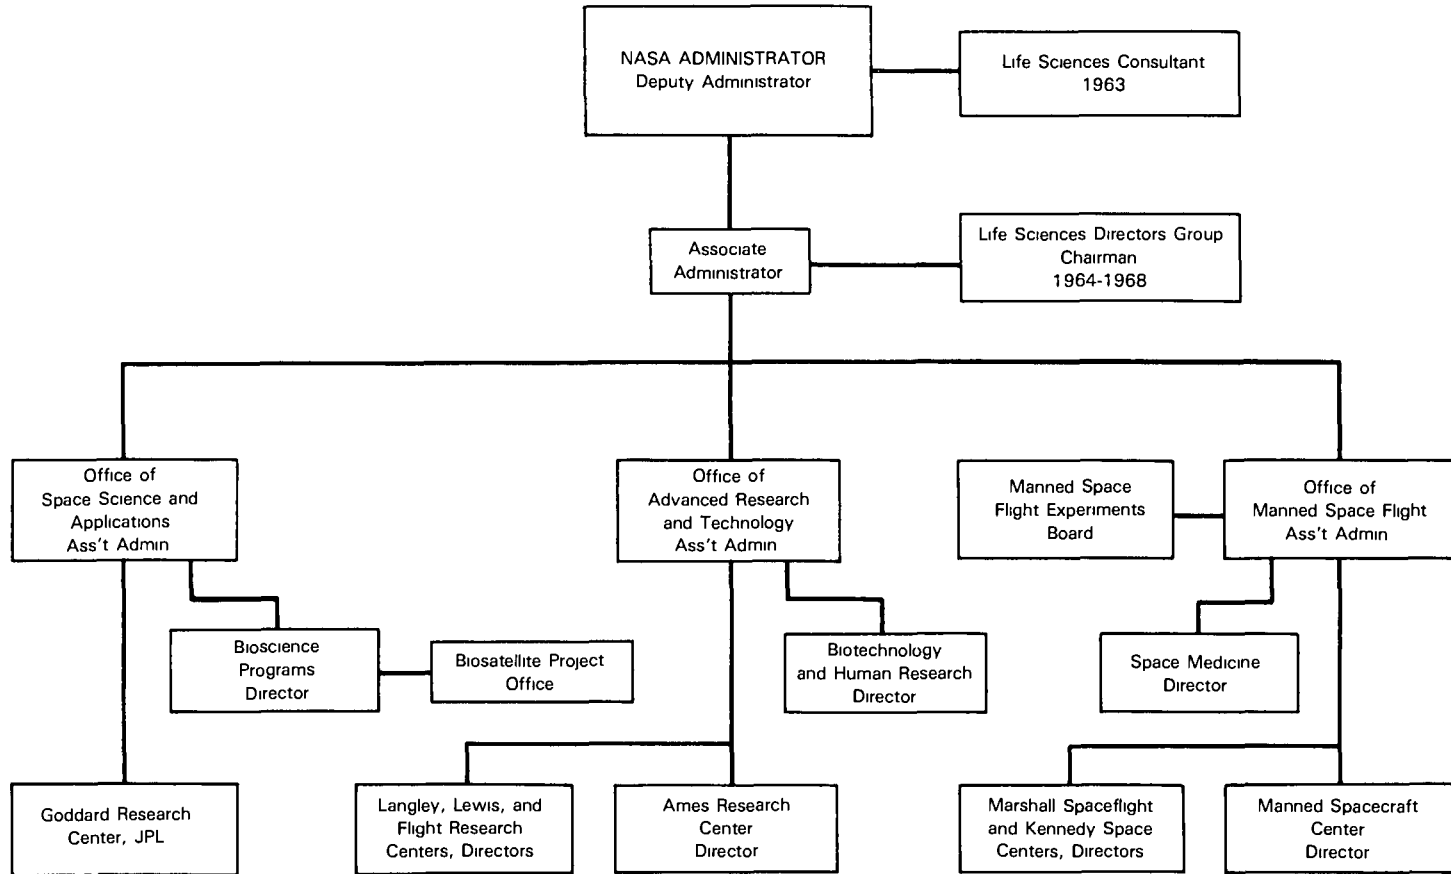 NASA ADMINISTRATOR
Deputy Administrator
Life Sciences Consultant
1963
Associate
Administrator
Life Sciences Directors Group
Chairman
1964-1968
Office of
Space Science and
Applications
Ass't Admin
Office of
Advanced Research
and Technology
Ass't Admin
Manned Space
Flight Experiments
Board
Office of
Manned Space Flight
Ass't Admin
Bioscience
Programs
Director
Biosatellite Project
Office
Biotechnology
and Human Research
Director
Space Medicine
Director
Goddard Research
Center, JPL
Langley, Lewis, and
Flight Research
Centers, Directors
Ames Research
Center
Director
Marshall Spaceflight
and Kennedy Space
Centers, Directors
Manned Spacecraft
Center
Director